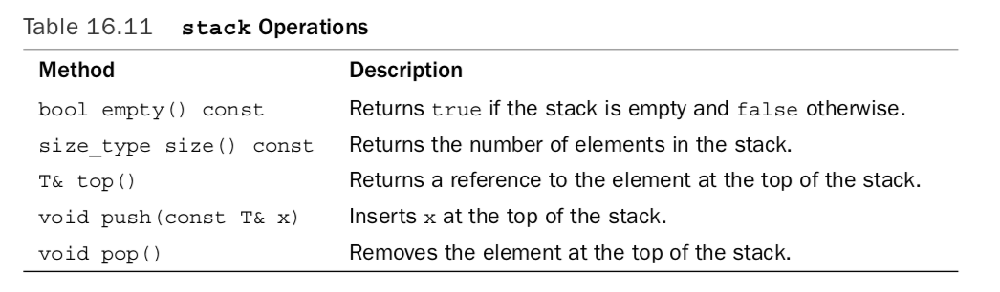 Table 16.11 stack Operations
Method Description
bool empty() const Returns true if the stack is empty and false otherwise.
size_type size() const Returns the number of elements in the stack.
T& top() Returns a reference to the element at the top of the stack.
void push(const T& x) Inserts x at the top of the stack.
void pop() Removes the element at the top of the stack.